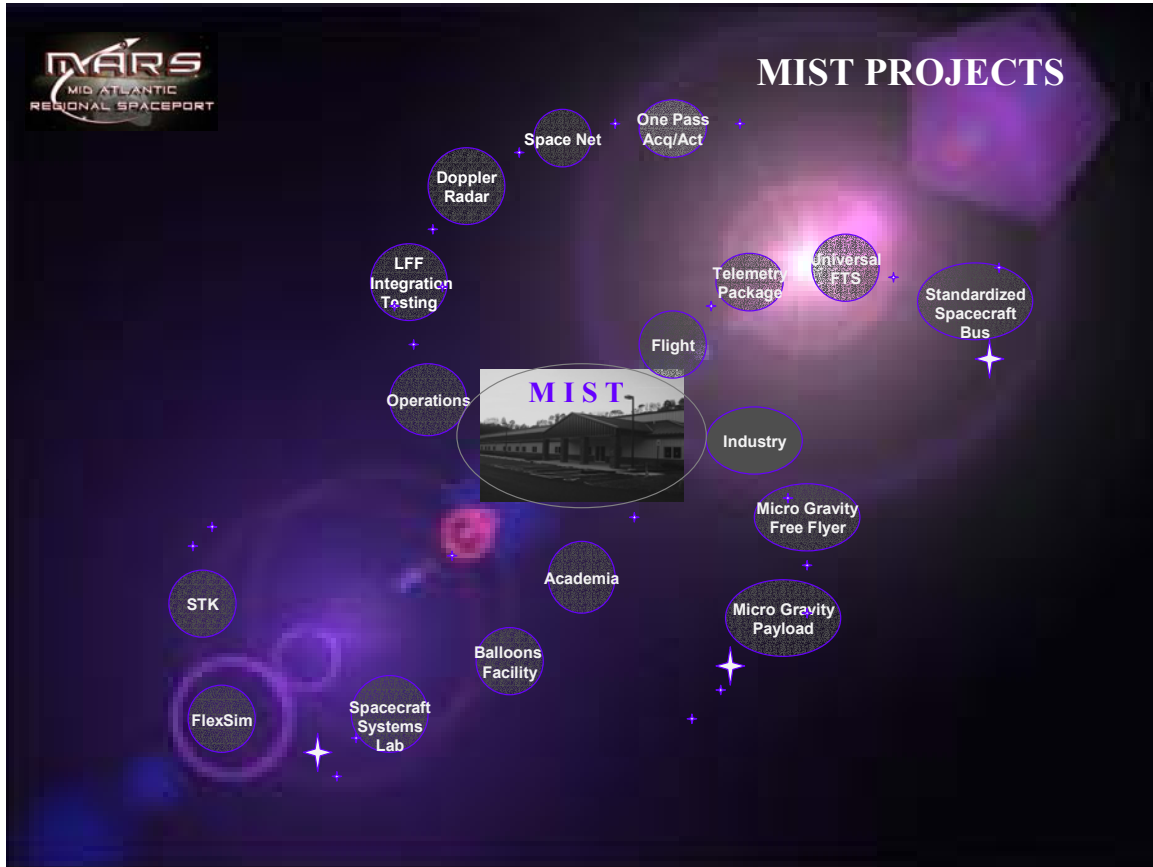 MARS
MID ATLANTIC
REGIONAL SPACEPORT
MIST PROJECTS
One Pass
Acq/Act
Space Net
Doppler
Radar
LFF
Integration
Testing
Telemetry
Package
Universal
FTS
Standardized
Spacecraft
Bus
Flight
M I S T
Operations
Industry
Micro Gravity
Free Flyer
Academia
STK
Micro Gravity
Payload
Balloons
Facility
FlexSim
Spacecraft
Systems
Lab